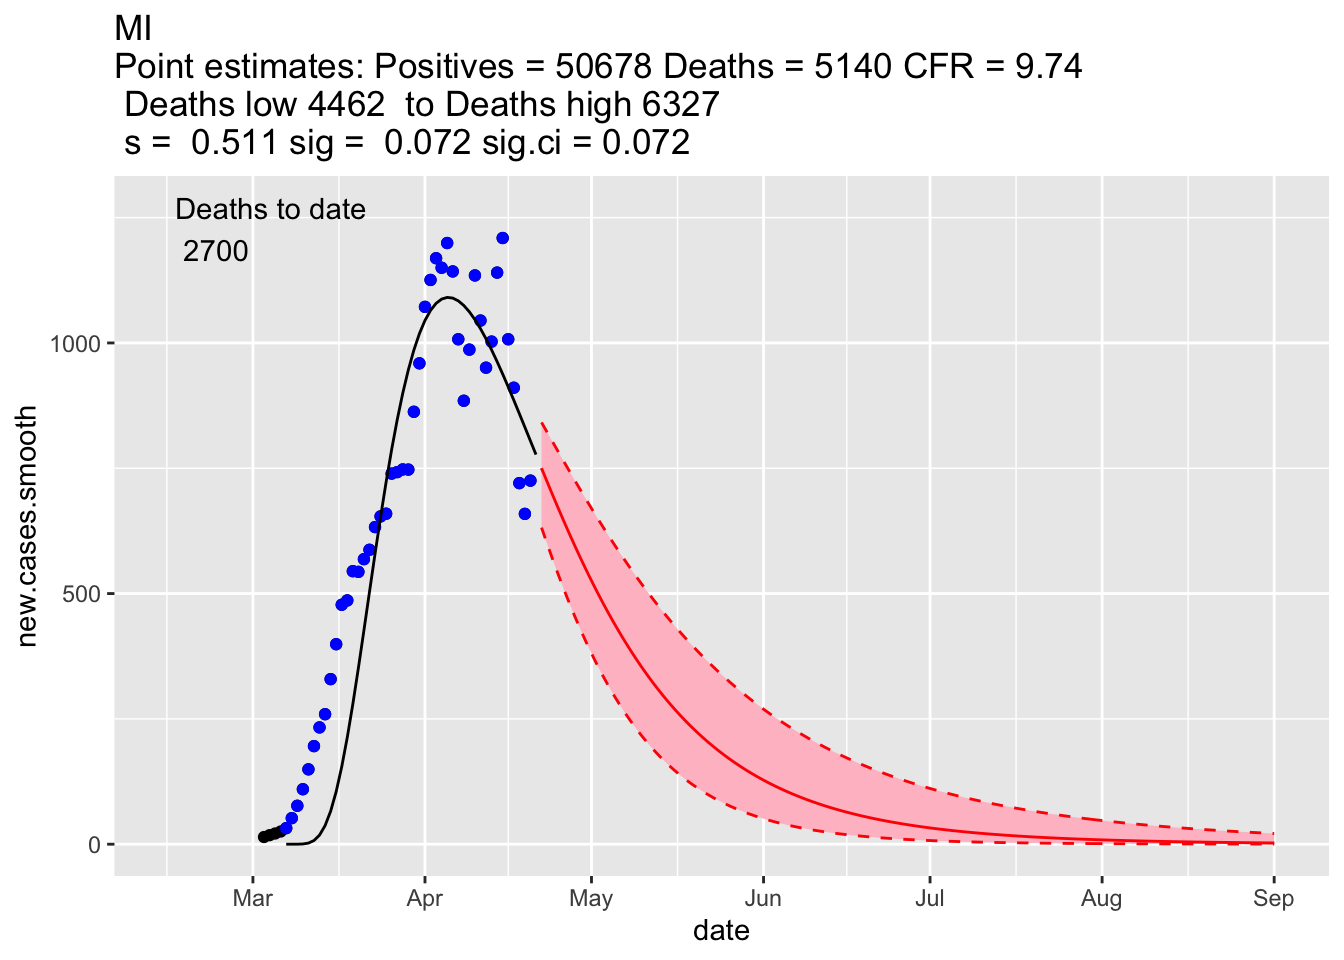 MI
Point estimates: Positives = 50678 Deaths = 5140 CFR = 9.74
Deaths low 4462  to Deaths high 6327
s =  0.511 sig =  0.072 sig.ci = 0.072
Deaths to date
2700
1000
500
0
new.cases.smooth
Mar Apr May Jun Jul Aug Sep
date